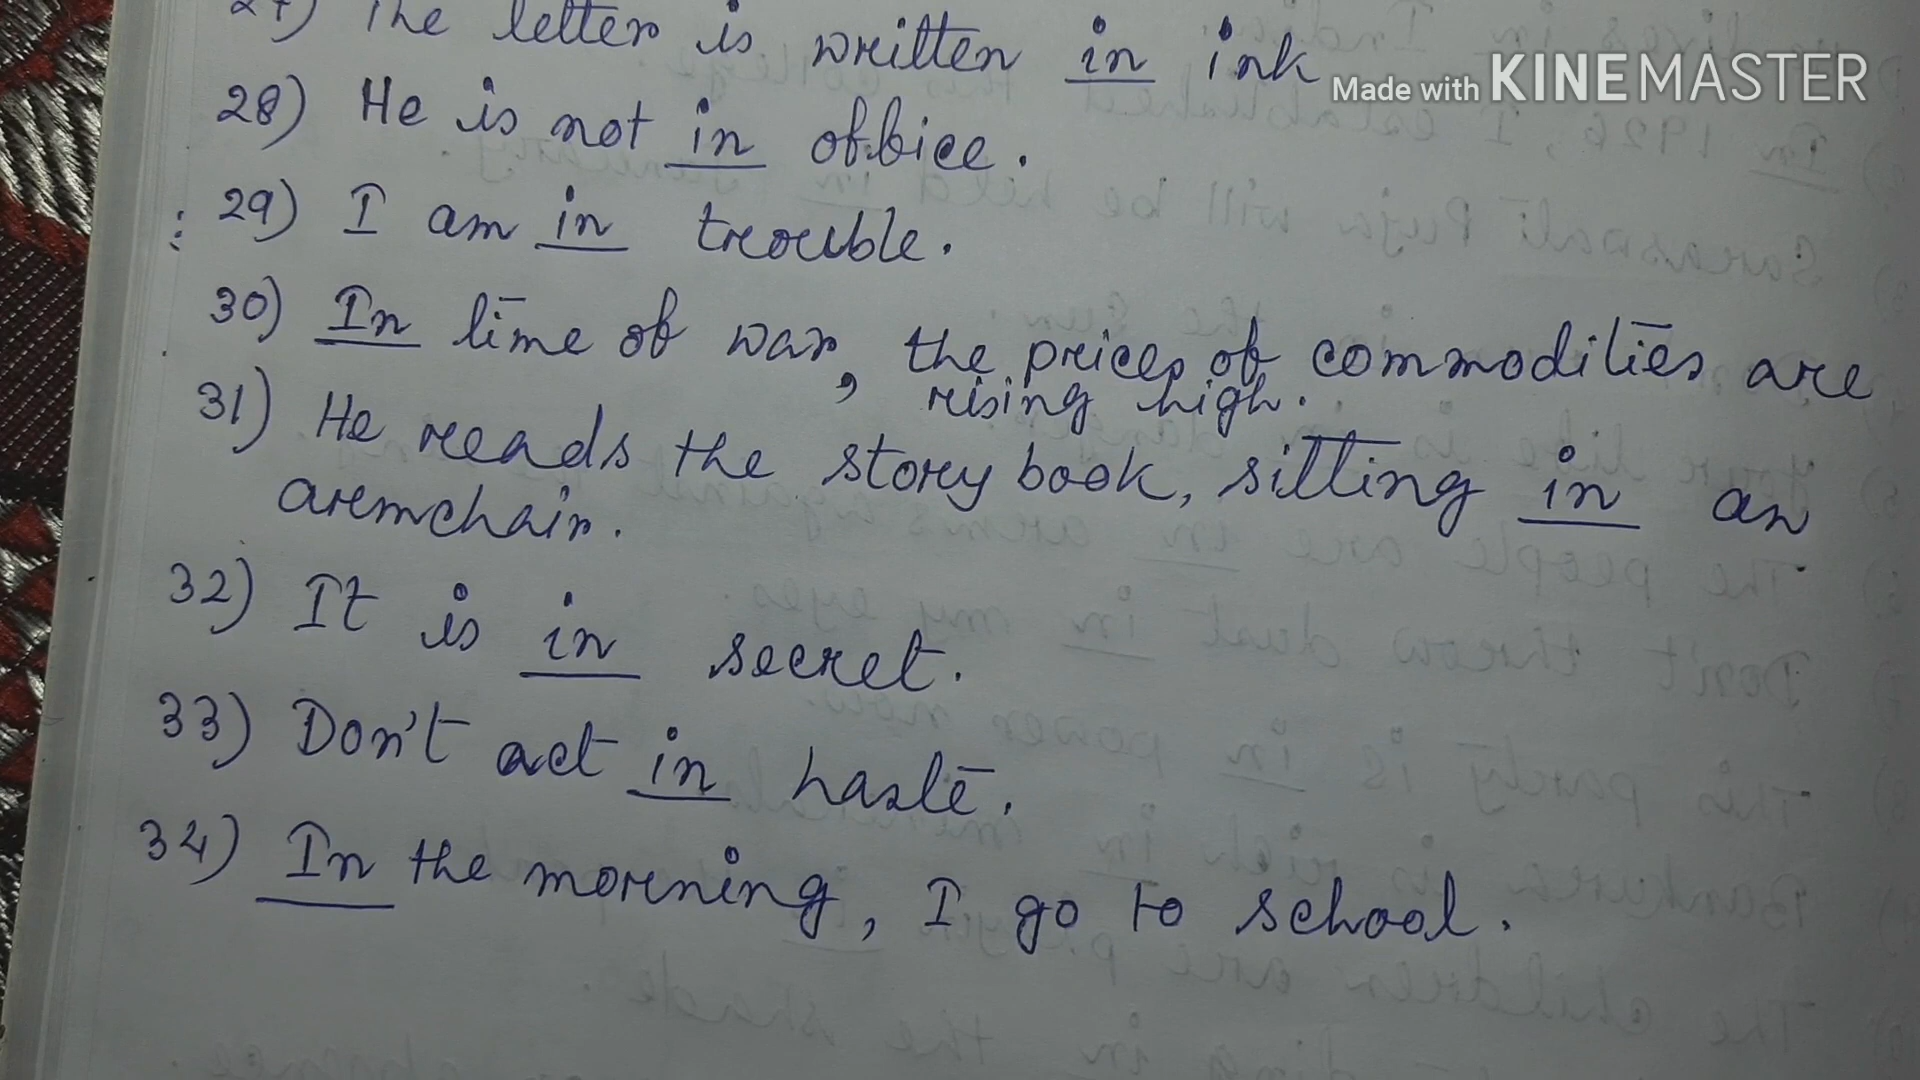 27) The letter is written in ink
Made with KINEMASTER
28) He is not in office.
29) I am in trouble.
30) In time of war, the prices of commodities are
rising high.
31) He reads the story book, sitting in an
armchair.
32) It is in secret.
33) Don't act in haste.
34) In the morning, I go to school.